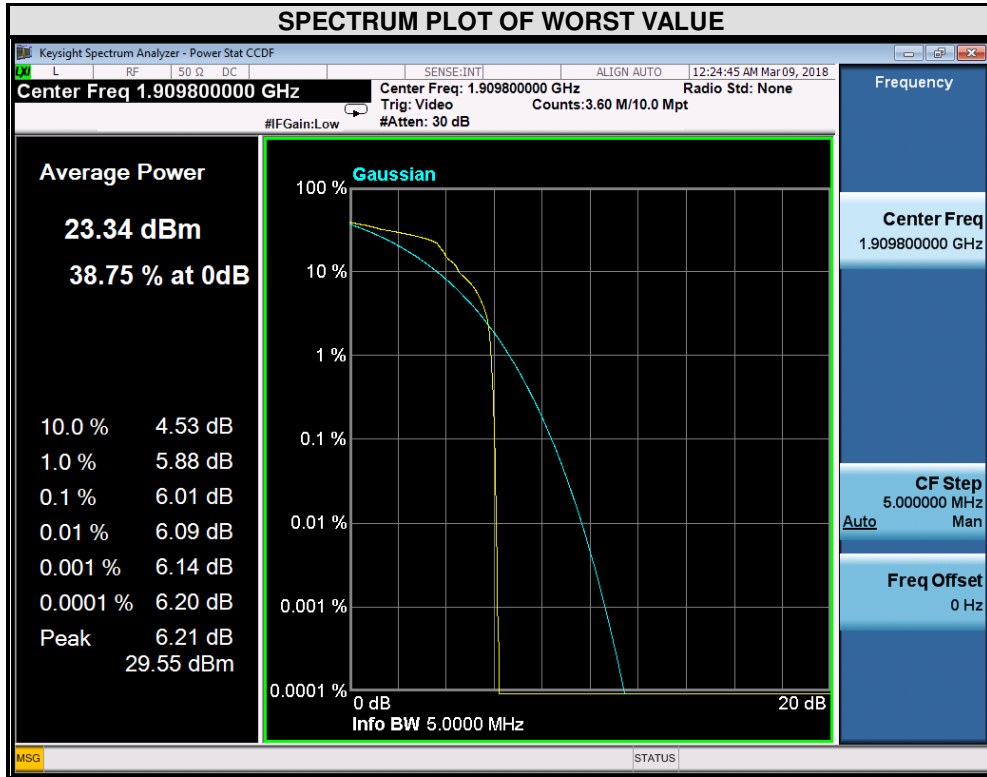 SPECTRUM PLOT OF WORST VALUE
Keysight Spectrum Analyzer - Power Stat CCDF
LXI L RF 50 Ω DC SENSE:INT ALIGN AUTO 12:24:45 AM Mar 09, 2018
Center Freq 1.909800000 GHz
Center Freq: 1.909800000 GHz Radio Std: None
Trig: Video Counts:3.60 M/10.0 Mpt
#IFGain:Low #Atten: 30 dB
Frequency
Average Power
23.34 dBm
38.75 % at 0dB
10.0 % 4.53 dB
1.0 % 5.88 dB
0.1 % 6.01 dB
0.01 % 6.09 dB
0.001 % 6.14 dB
0.0001 % 6.20 dB
Peak 6.21 dB
29.55 dBm
Gaussian
100 %
10 %
1 %
0.1 %
0.01 %
0.001 %
0.0001 %
0 dB 20 dB
Info BW 5.0000 MHz
Center Freq
1.909800000 GHz
CF Step
5.000000 MHz
Auto Man
Freq Offset
0 Hz
MSG STATUS